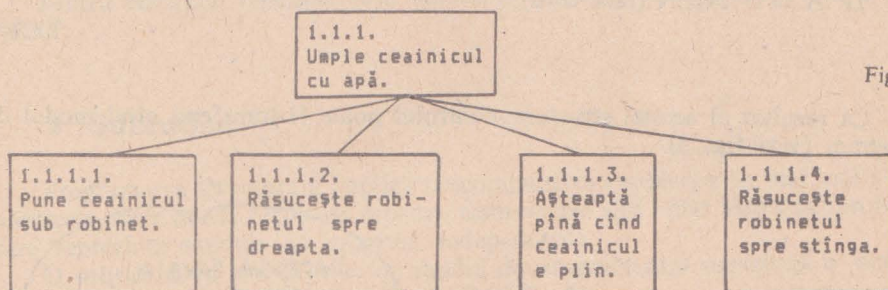 1.1.1.
Umple ceainicul
cu apă.
Fig
1.1.1.1.
Pune ceainicul
sub robinet.
1.1.1.2.
Răsucește robi-
netul spre
dreapta.
1.1.1.3.
Așteaptă
pînă cînd
ceainicul
e plin.
1.1.1.4.
Răsucește
robinetul
spre stînga.